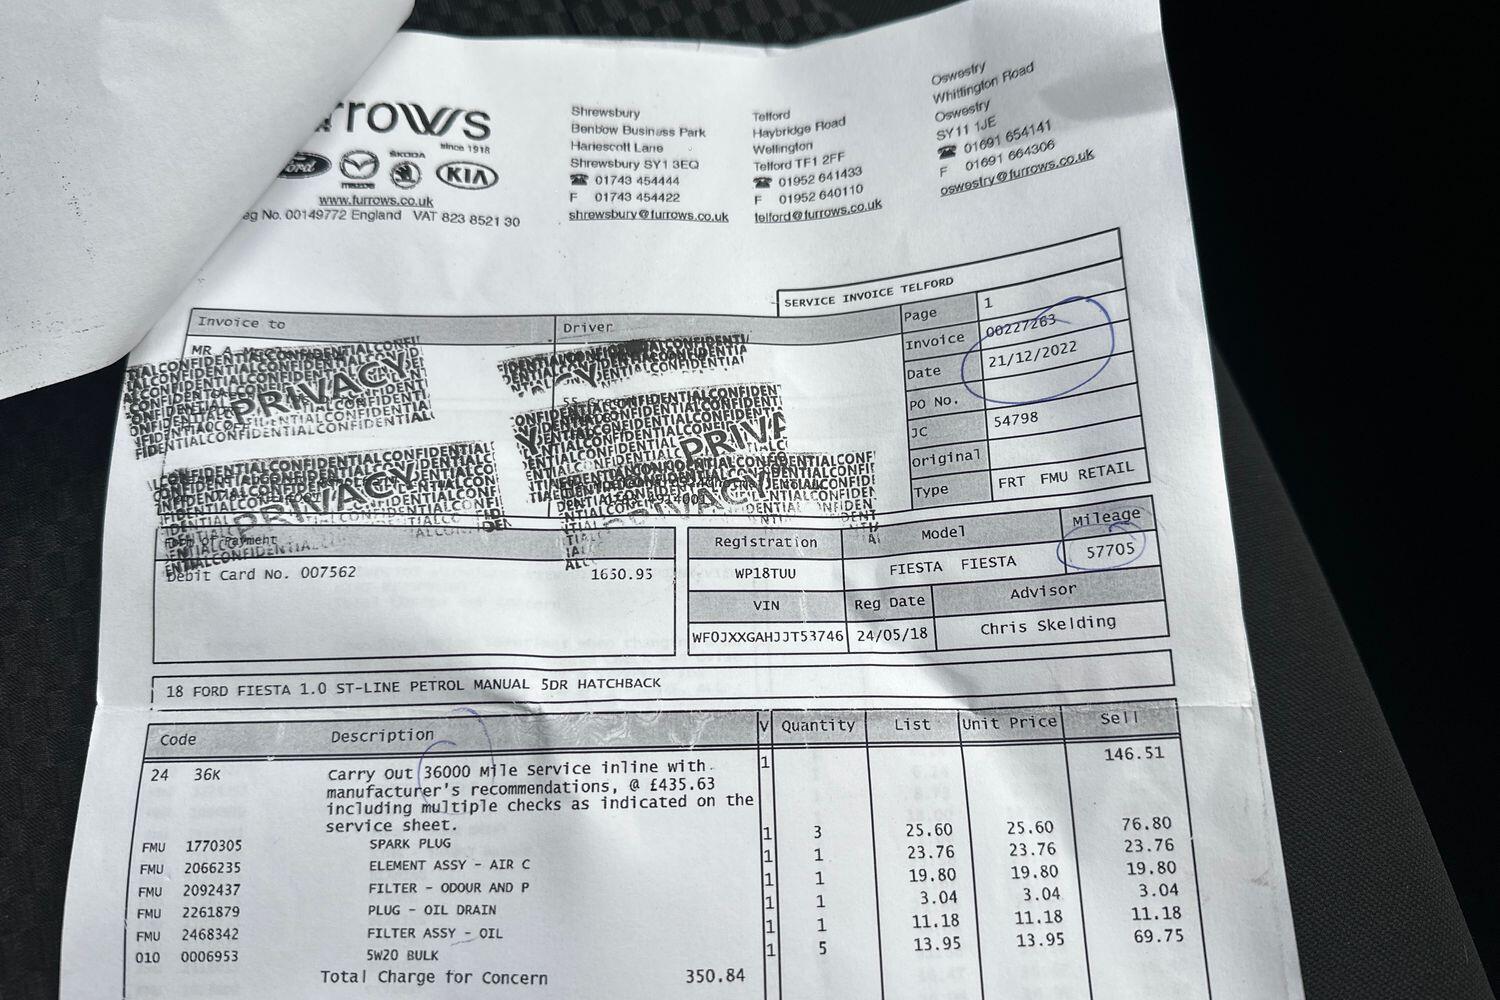 rrows
since 1918
Ford mazda ŠKODA KIA
www.furrows.co.uk
eg No. 00149772 England VAT 823 8521 30
Shrewsbury
Benbow Business Park
Harlescott Lane
Shrewsbury SY1 3EQ
☎ 01743 454444
F 01743 454422
shrewsbury@furrows.co.uk
Telford
Haybridge Road
Wellington
Telford TF1 2FF
☎ 01952 641433
F 01952 640110
telford@furrows.co.uk
Oswestry
Whittington Road
Oswestry
SY11 1JE
☎ 01691 654141
F 01691 664306
oswestry@furrows.co.uk
SERVICE INVOICE TELFORD
Page 1
Invoice 00227263
Date 21/12/2022
PO No.
JC 54798
Original
Type FRT FMU RETAIL
Invoice to
Driver
MR A
PRIVACY
PRIVACY
PRIVA
PRIVACY
Form of Payment
Debit Card No. 007562 1650.93
Registration Model Mileage
WP18TUU FIESTA FIESTA 57705
VIN Reg Date Advisor
WF0JXXGAHJJT53746 24/05/18 Chris Skelding
18 FORD FIESTA 1.0 ST-LINE PETROL MANUAL 5DR HATCHBACK
Code Description V Quantity List Unit Price Sell
24 36K Carry Out 36000 Mile Service inline with 1 146.51
manufacturer's recommendations, @ £435.63
including multiple checks as indicated on the
service sheet.
FMU 1770305 SPARK PLUG 1 3 25.60 25.60 76.80
FMU 2066235 ELEMENT ASSY - AIR C 1 1 23.76 23.76 23.76
FMU 2092437 FILTER - ODOUR AND P 1 1 19.80 19.80 19.80
FMU 2261879 PLUG - OIL DRAIN 1 1 3.04 3.04 3.04
FMU 2468342 FILTER ASSY - OIL 1 1 11.18 11.18 11.18
010 0006953 5W20 BULK 1 5 13.95 13.95 69.75
Total Charge for Concern 350.84